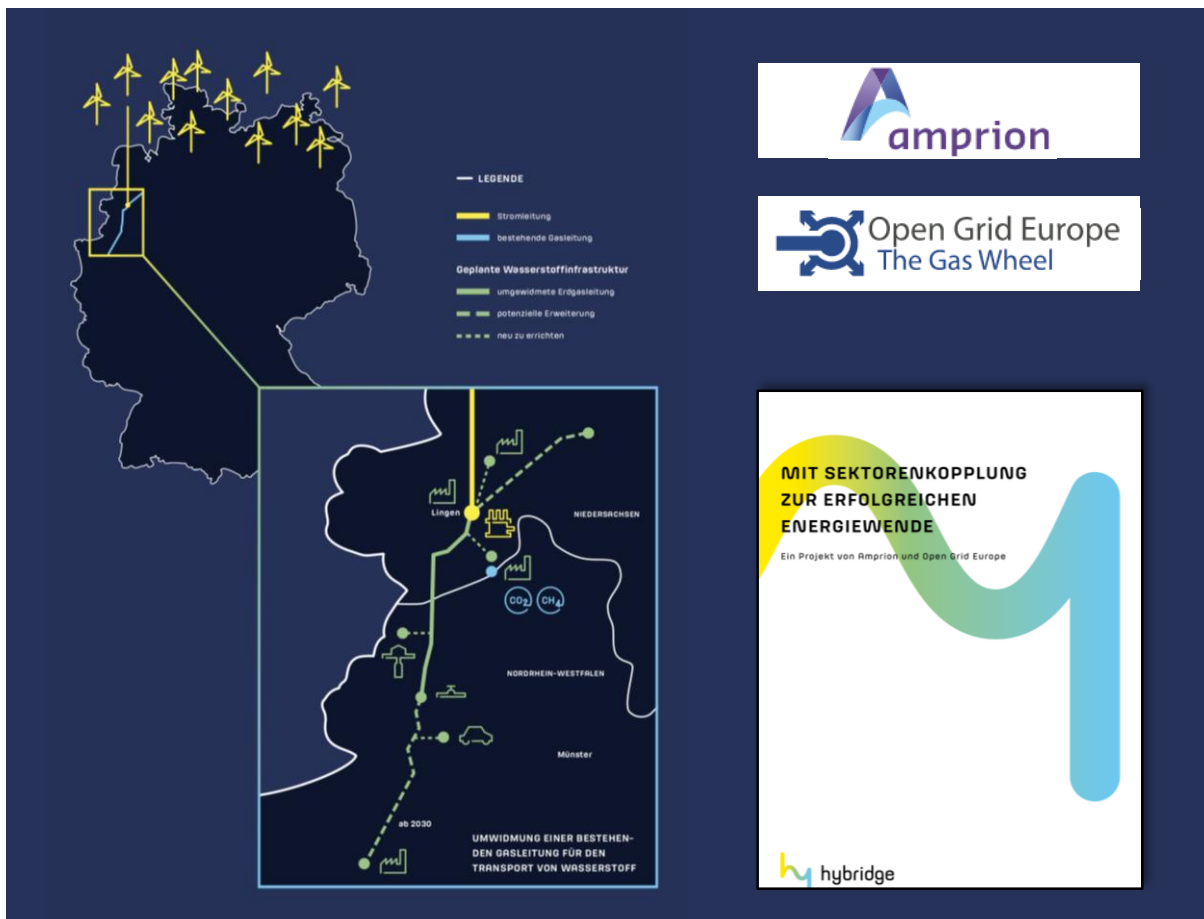 LEGENDE
Stromleitung
bestehende Gasleitung
Geplante Wasserstoffinfrastruktur
umgewidmete Erdgasleitung
potenzielle Erweiterung
neu zu errichten
Lingen
NIEDERSACHSEN
CO2 CH4
NORDRHEIN-WESTFALEN
Münster
ab 2030
UMWIDMUNG EINER BESTEHEN-
DEN GASLEITUNG FÜR DEN
TRANSPORT VON WASSERSTOFF
amprion
Open Grid Europe
The Gas Wheel
MIT SEKTORENKOPPLUNG
ZUR ERFOLGREICHEN
ENERGIEWENDE
Ein Projekt von Amprion und Open Grid Europe
hy hybridge